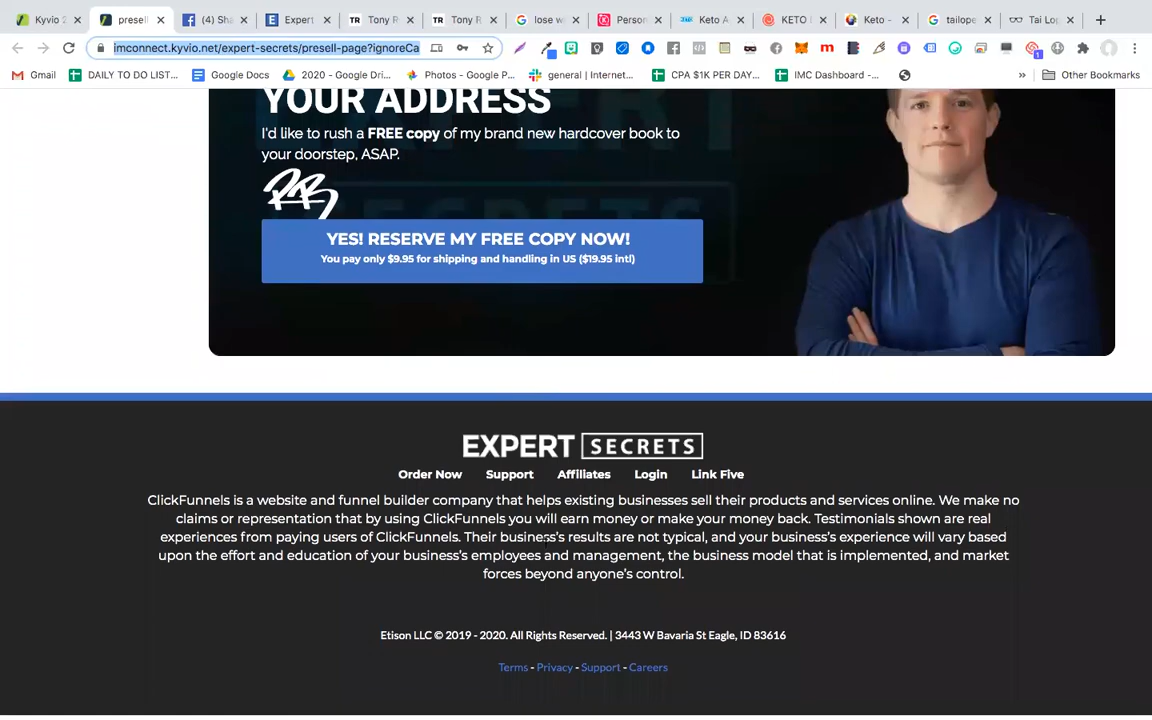 Kyvio 2
presell
(4) Sha
Expert
Tony R
Tony R
lose w
Person
Keto A
KETO
Keto -
tailope
Tai Lop
imconnect.kyvio.net/expert-secrets/presell-page?ignoreCa
Gmail
DAILY TO DO LIST...
Google Docs
2020 - Google Dri...
Photos - Google P...
general | Internet...
CPA $1K PER DAY...
IMC Dashboard -...
»
Other Bookmarks
YOUR ADDRESS
I'd like to rush a FREE copy of my brand new hardcover book to
your doorstep, ASAP.
YES! RESERVE MY FREE COPY NOW!
You pay only $9.95 for shipping and handling in US ($19.95 intl)
EXPERT SECRETS
Order Now Support Affiliates Login Link Five
ClickFunnels is a website and funnel builder company that helps existing businesses sell their products and services online. We make no
claims or representation that by using ClickFunnels you will earn money or make your money back. Testimonials shown are real
experiences from paying users of ClickFunnels. Their business's results are not typical, and your business's experience will vary based
upon the effort and education of your business's employees and management, the business model that is implemented, and market
forces beyond anyone's control.
Etison LLC © 2019 - 2020. All Rights Reserved. | 3443 W Bavaria St Eagle, ID 83616
Terms - Privacy - Support - Careers